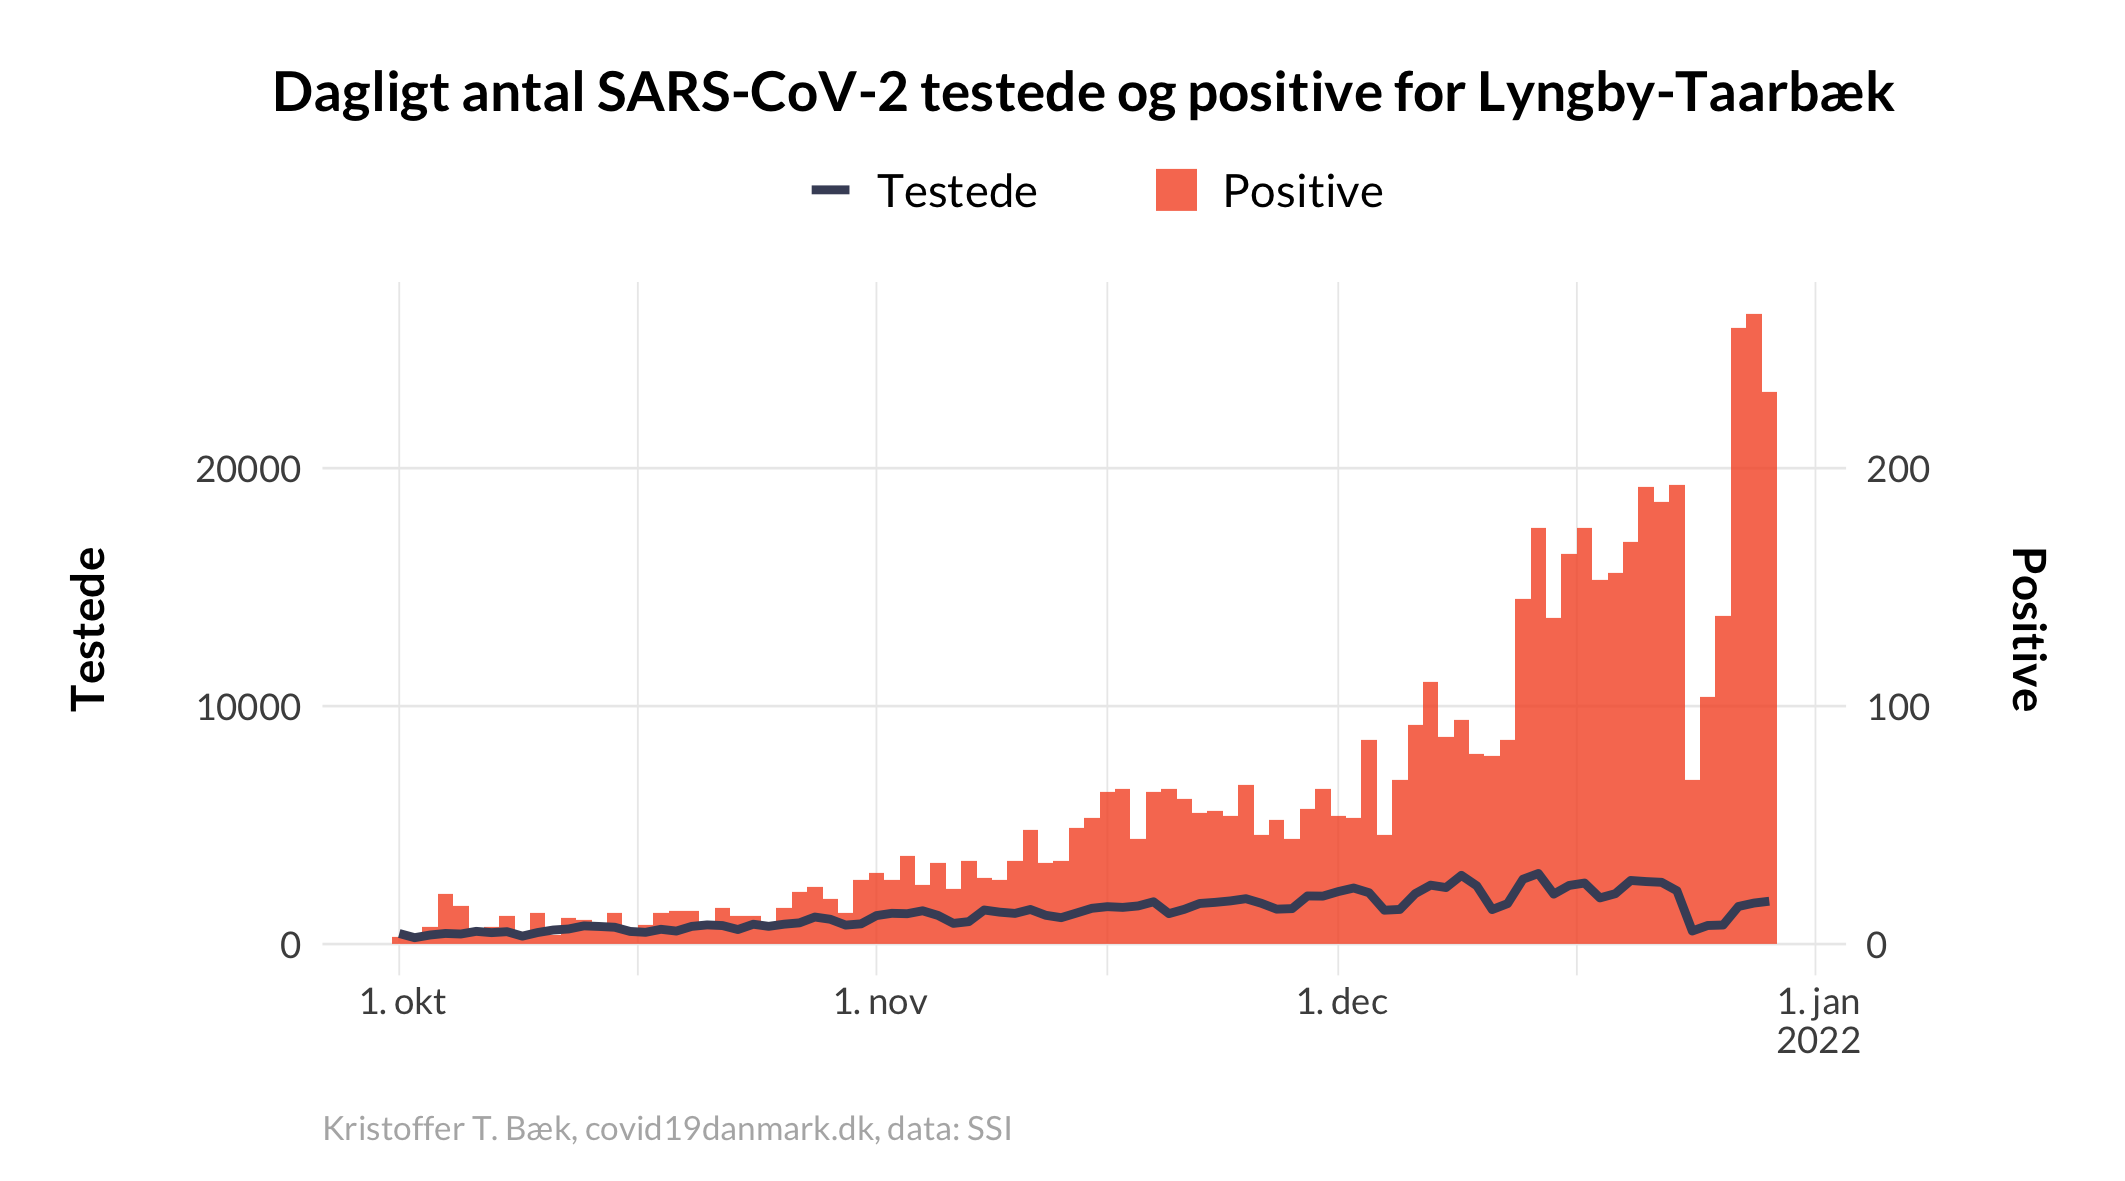 Dagligt antal SARS-CoV-2 testede og positive for Lyngby-Taarbæk
Testede
Positive
Testede
20000
10000
0
200
100
0
Positive
1. okt
1. nov
1. dec
1. jan
2022
Kristoffer T. Bæk, covid19danmark.dk, data: SSI